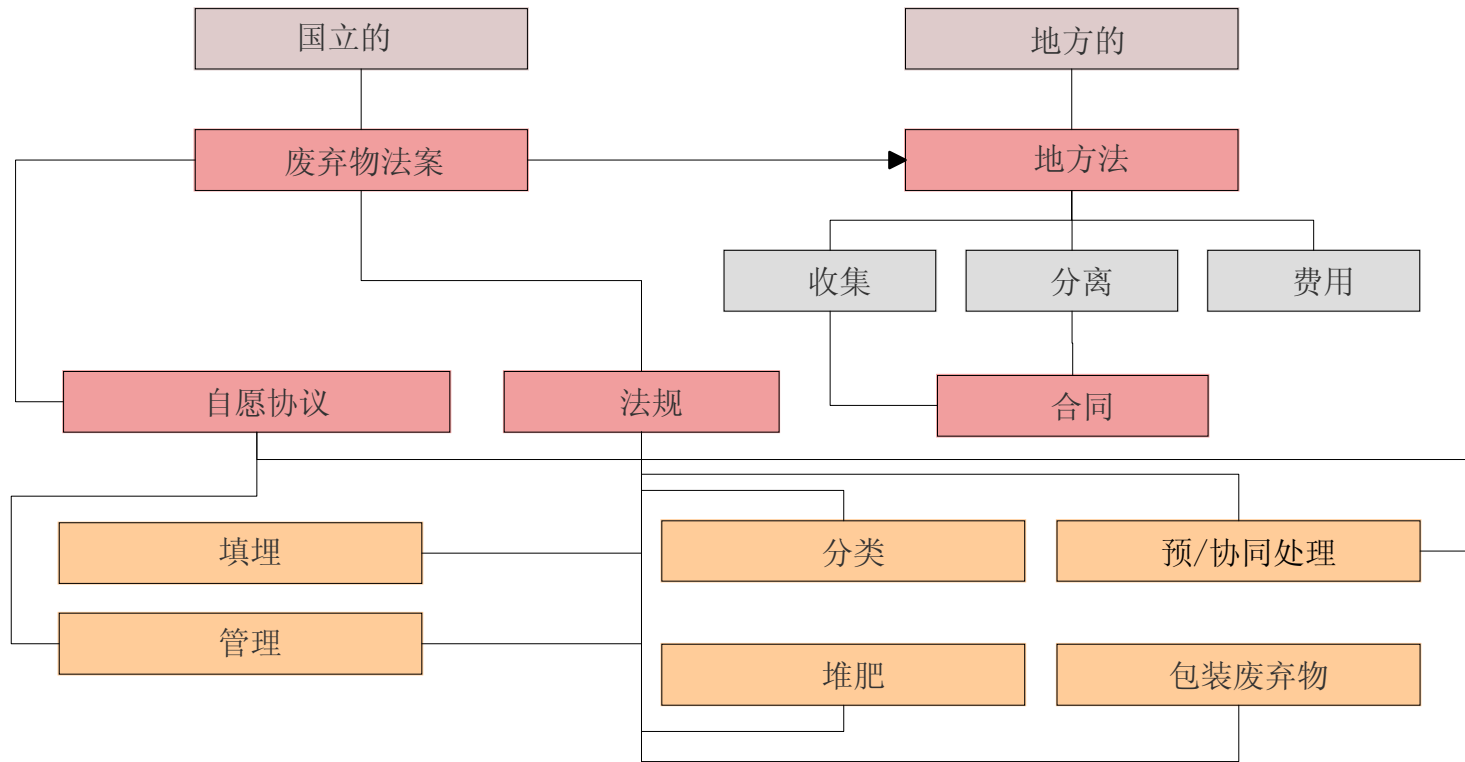 国立的
地方的
废弃物法案
地方法
收集
分离
费用
自愿协议
法规
合同
填埋
分类
预/协同处理
管理
堆肥
包装废弃物